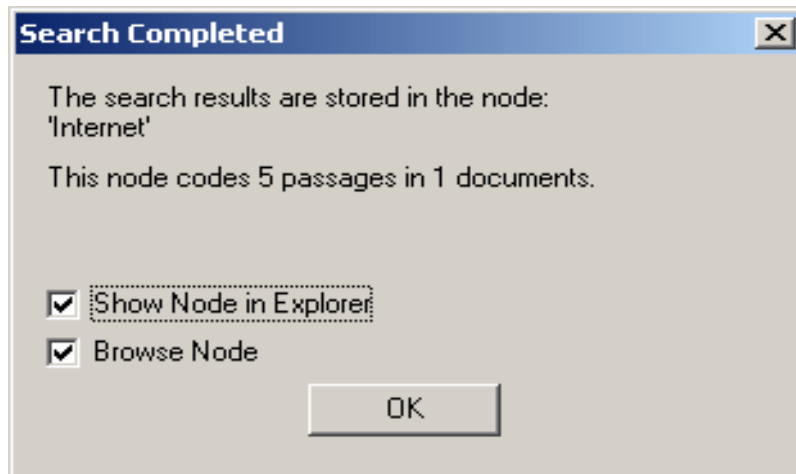 Search Completed
The search results are stored in the node:
'Internet'
This node codes 5 passages in 1 documents.
Show Node in Explorer
Browse Node
OK